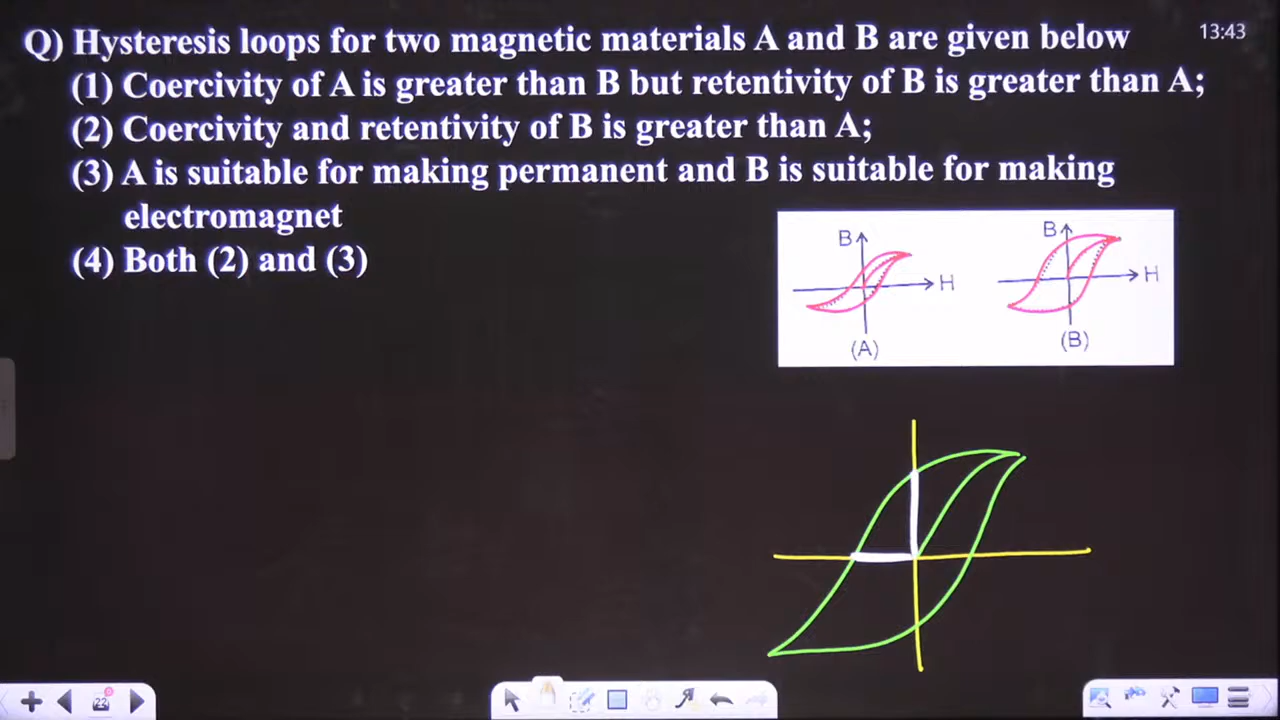 13:43
Q) Hysteresis loops for two magnetic materials A and B are given below
(1) Coercivity of A is greater than B but retentivity of B is greater than A;
(2) Coercivity and retentivity of B is greater than A;
(3) A is suitable for making permanent and B is suitable for making
electromagnet
(4) Both (2) and (3)
B H (A)
B H (B)
22